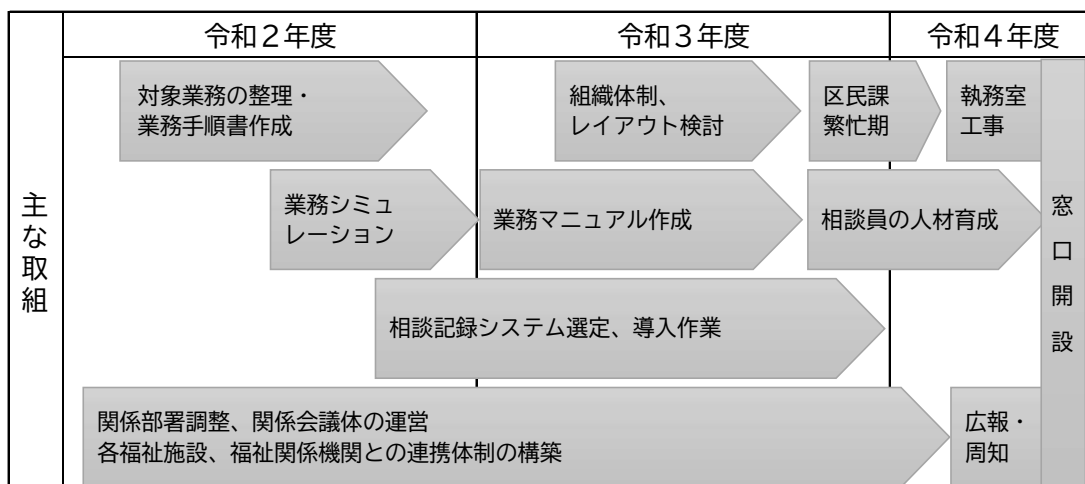 令和２年度
令和３年度
令和４年度
主な取組
対象業務の整理・
業務手順書作成
組織体制、
レイアウト検討
区民課
繁忙期
執務室
工事
業務シミュ
レーション
業務マニュアル作成
相談員の人材育成
相談記録システム選定、導入作業
関係部署調整、関係会議体の運営
各福祉施設、福祉関係機関との連携体制の構築
広報・
周知
窓口開設